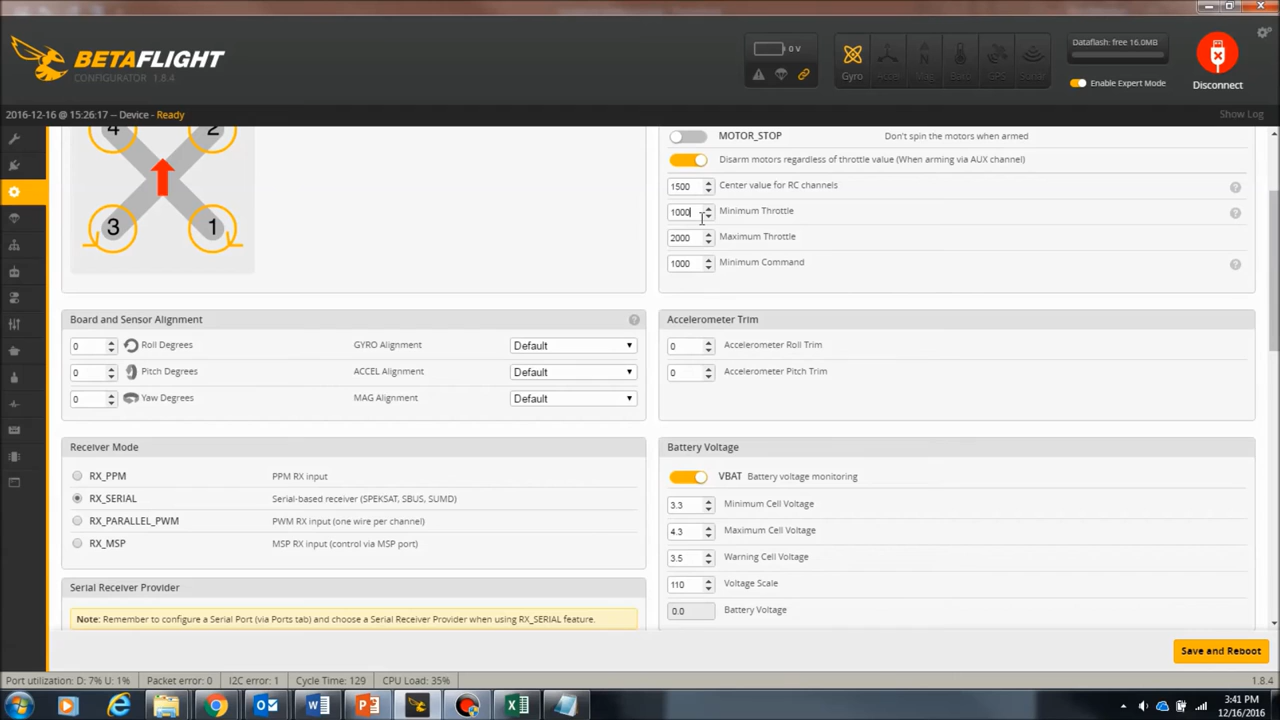 BETAFLIGHT
CONFIGURATOR 1.8.4
0 V
Gyro
Accel
Mag
Baro
GPS
Sonar
Dataflash: free 16.0MB
Enable Expert Mode
Disconnect
2016-12-16 @ 15:26:17 -- Device - Ready
Show Log
4
2
3
1
MOTOR_STOP Don't spin the motors when armed
Disarm motors regardless of throttle value (When arming via AUX channel)
1500 Center value for RC channels
1000 Minimum Throttle
2000 Maximum Throttle
1000 Minimum Command
Board and Sensor Alignment
0 Roll Degrees GYRO Alignment Default
0 Pitch Degrees ACCEL Alignment Default
0 Yaw Degrees MAG Alignment Default
Accelerometer Trim
0 Accelerometer Roll Trim
0 Accelerometer Pitch Trim
Receiver Mode
RX_PPM PPM RX input
RX_SERIAL Serial-based receiver (SPEKSAT, SBUS, SUMD)
RX_PARALLEL_PWM PWM RX input (one wire per channel)
RX_MSP MSP RX input (control via MSP port)
Battery Voltage
VBAT Battery voltage monitoring
3.3 Minimum Cell Voltage
4.3 Maximum Cell Voltage
3.5 Warning Cell Voltage
110 Voltage Scale
0.0 Battery Voltage
Serial Receiver Provider
Note: Remember to configure a Serial Port (via Ports tab) and choose a Serial Receiver Provider when using RX_SERIAL feature.
Save and Reboot
Port utilization: D: 7% U: 1% Packet error: 0 I2C error: 1 Cycle Time: 129 CPU Load: 35% 1.8.4
3:41 PM
12/16/2016